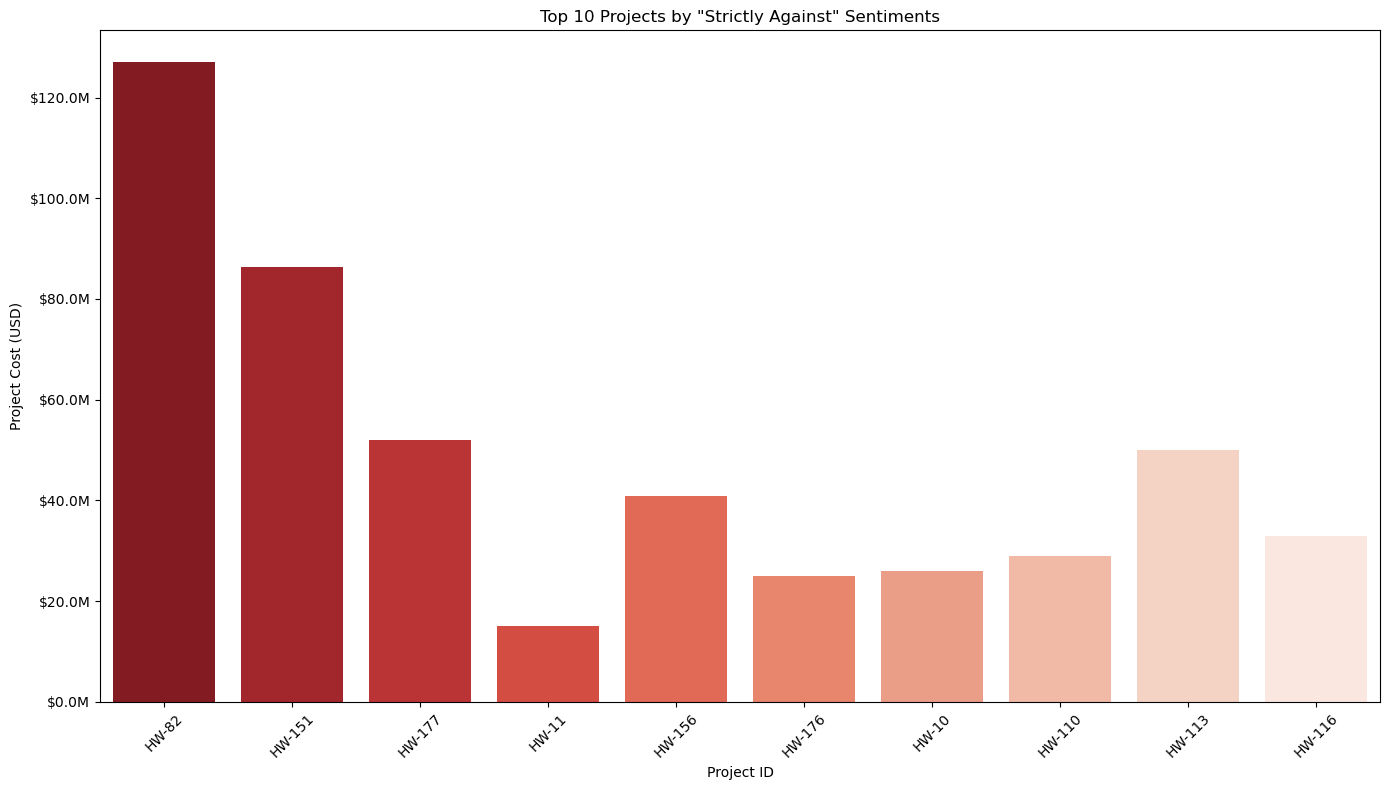 Top 10 Projects by "Strictly Against" Sentiments
Project Cost (USD)
$120.0M
$100.0M
$80.0M
$60.0M
$40.0M
$20.0M
$0.0M
HW-82
HW-151
HW-177
HW-11
HW-156
HW-176
HW-10
HW-110
HW-113
HW-116
Project ID